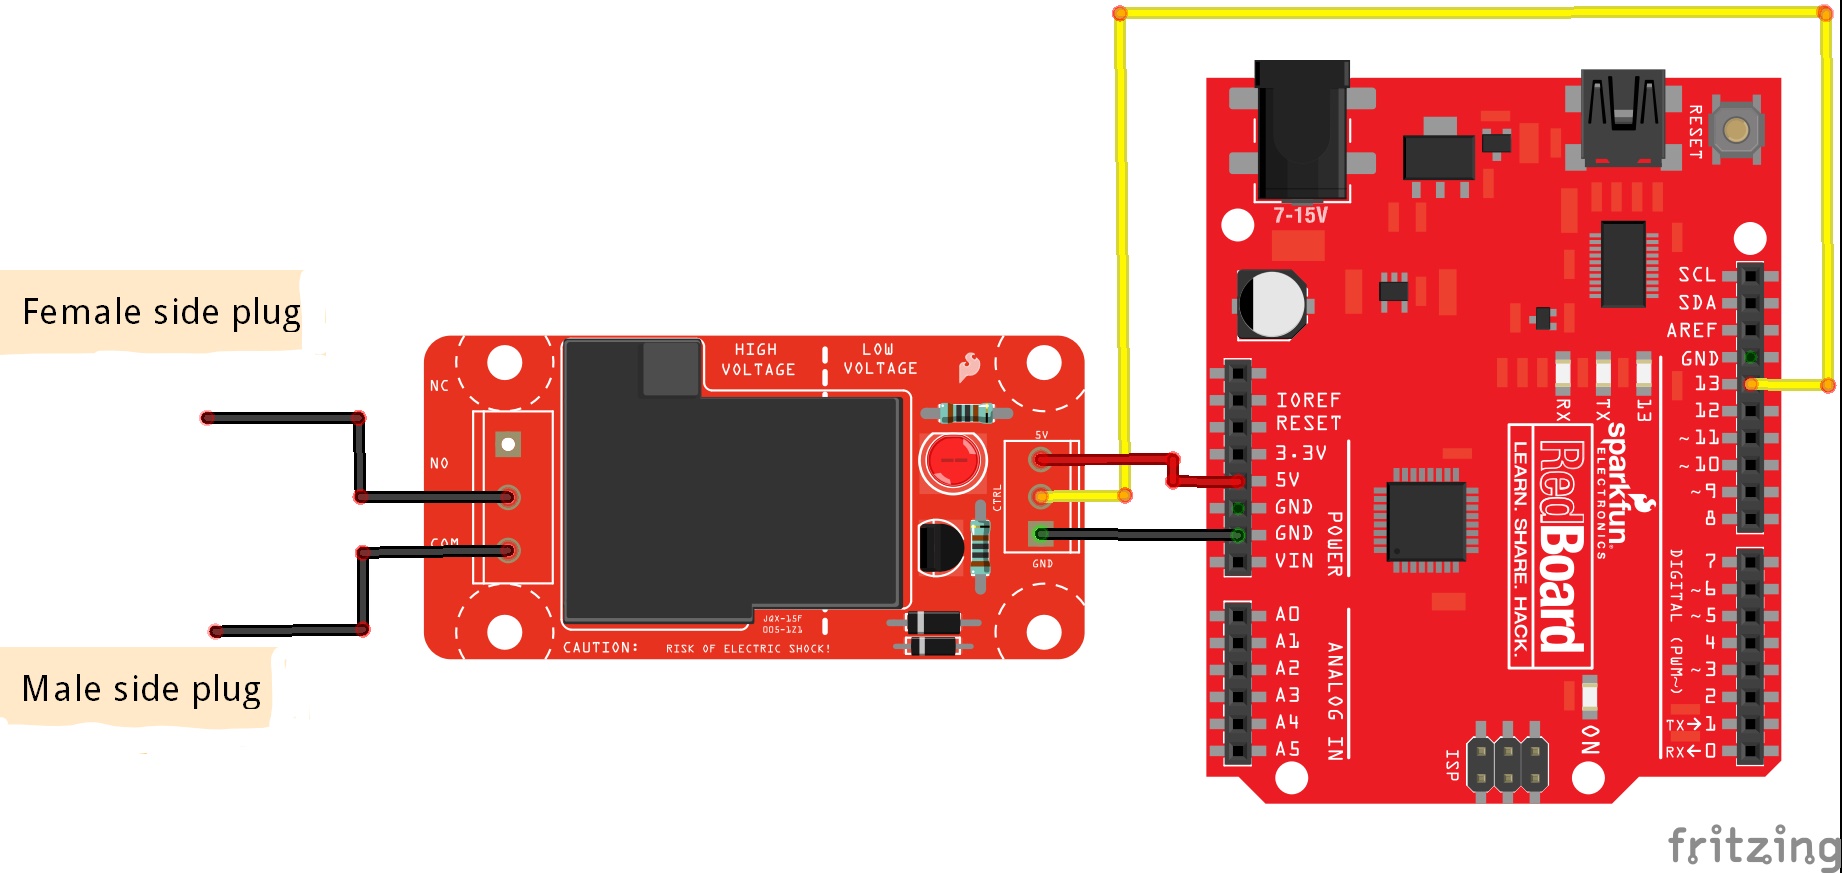 Female side plug
Male side plug
NC
NO
COM
HIGH
VOLTAGE
LOW
VOLTAGE
5V
CTRL
GND
JQX-15F
005-1Z1
CAUTION: RISK OF ELECTRIC SHOCK!
7-15V
RESET
IOREF
RESET
3.3V
5V
GND
GND
VIN
POWER
A0
A1
A2
A3
A4
A5
ANALOG IN
SCL
SDA
AREF
GND
13
12
~11
~10
~9
8
7
~6
~5
4
~3
2
TX→1
RX←0
DIGITAL (PWM~)
RX
TX
13
sparkfun
ELECTRONICS
RedBoard
LEARN. SHARE. HACK.
ON
ISP
fritzing